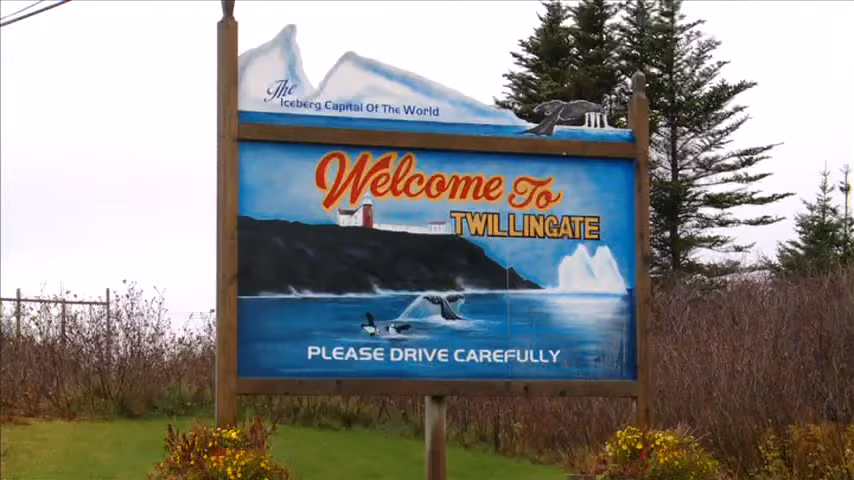 The
Iceberg Capital Of The World
Welcome To
TWILLINGATE
PLEASE DRIVE CAREFULLY